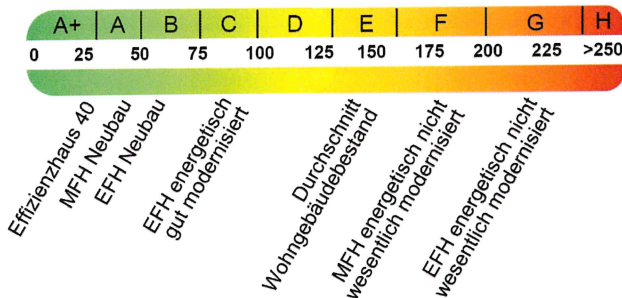 A+ A B C D E F G H
0 25 50 75 100 125 150 175 200 225 >250
Effizienzhaus 40
MFH Neubau
EFH Neubau
EFH energetisch
gut modernisiert
Durchschnitt
Wohngebäudebestand
MFH energetisch nicht
wesentlich modernisiert
EFH energetisch nicht
wesentlich modernisiert